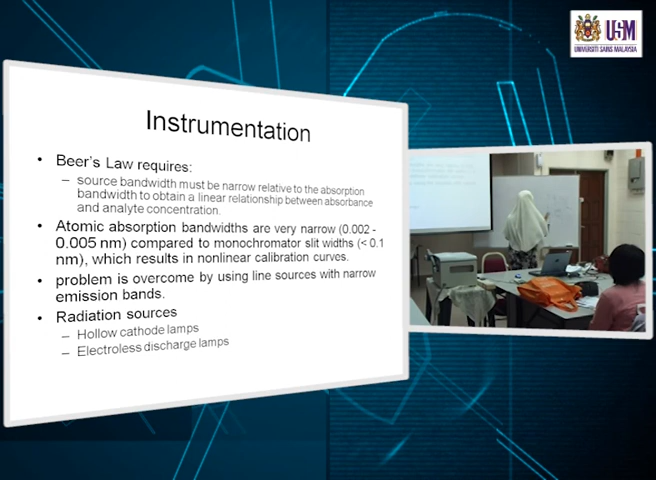 USM
UNIVERSITI SAINS MALAYSIA
Instrumentation
• Beer's Law requires:
– source bandwidth must be narrow relative to the absorption
bandwidth to obtain a linear relationship between absorbance
and analyte concentration.
• Atomic absorption bandwidths are very narrow (0.002 -
0.005 nm) compared to monochromator slit widths (< 0.1
nm), which results in nonlinear calibration curves.
• problem is overcome by using line sources with narrow
emission bands.
• Radiation sources
– Hollow cathode lamps
– Electroless discharge lamps